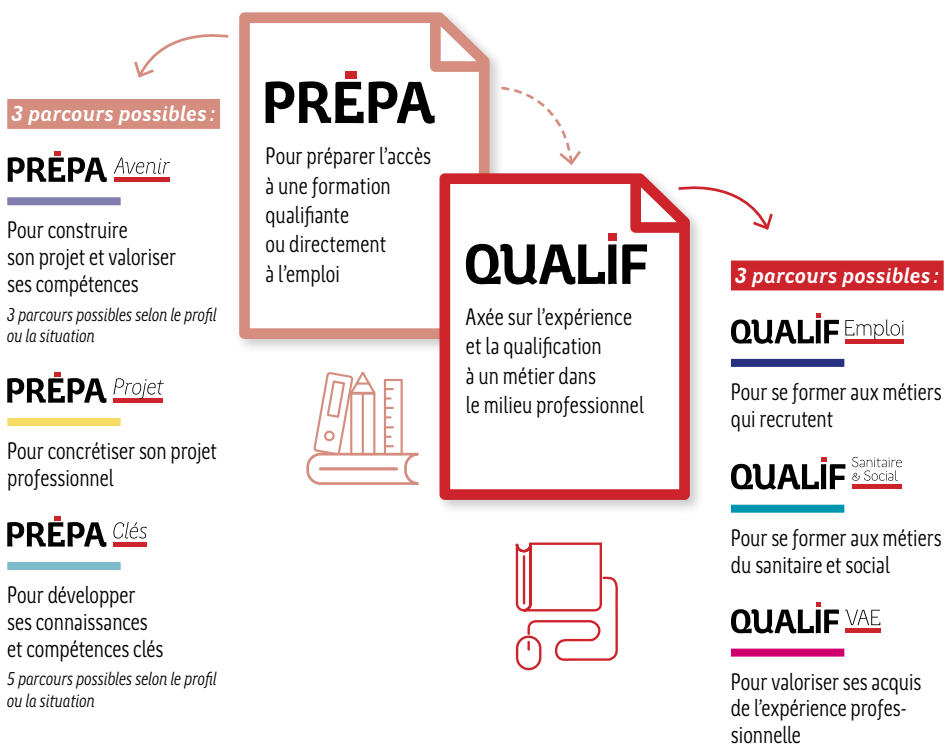 PRÉPA
Pour préparer l’accès
à une formation
qualifiante
ou directement
à l’emploi
3 parcours possibles :
PRÉPA Avenir
Pour construire
son projet et valoriser
ses compétences
3 parcours possibles selon le profil
ou la situation
PRÉPA Projet
Pour concrétiser son projet
professionnel
PRÉPA Clés
Pour développer
ses connaissances
et compétences clés
5 parcours possibles selon le profil
ou la situation
QUALIF
Axée sur l’expérience
et la qualification
à un métier dans
le milieu professionnel
3 parcours possibles :
QUALIF Emploi
Pour se former aux métiers
qui recrutent
QUALIF Sanitaire
& Social
Pour se former aux métiers
du sanitaire et social
QUALIF VAE
Pour valoriser ses acquis
de l’expérience profes-
sionnelle